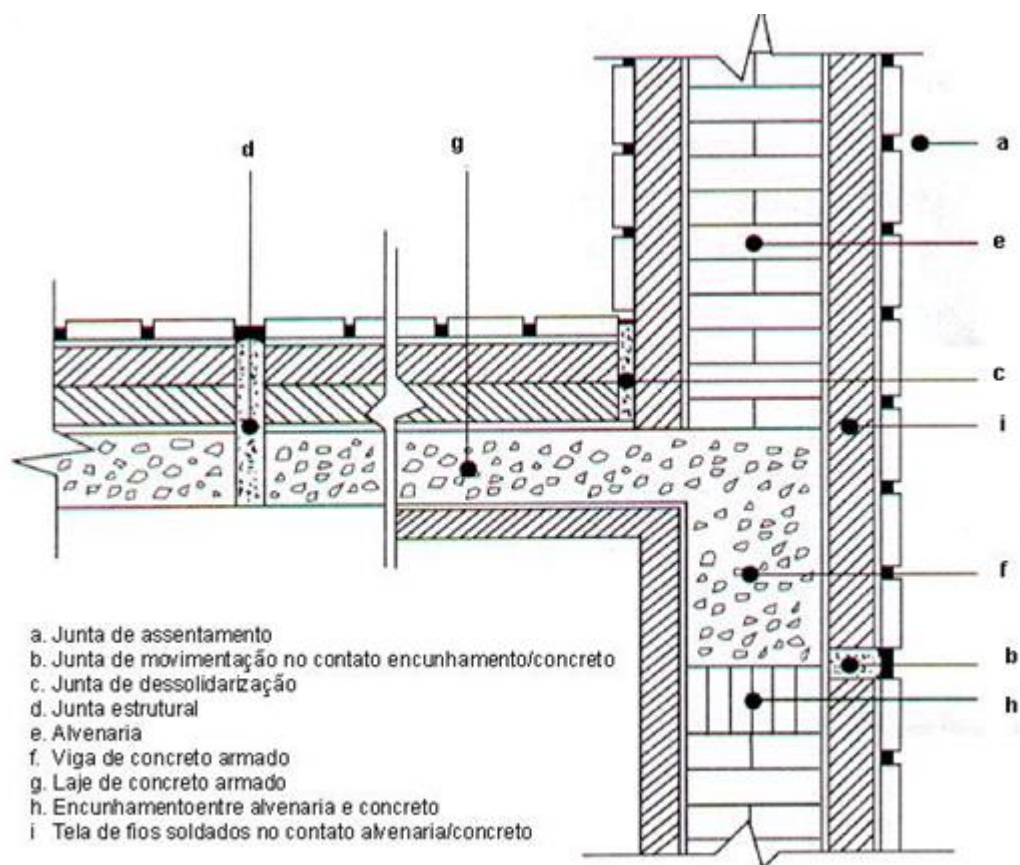 d
g
a
e
c
i
f
b
h
a. Junta de assentamento
b. Junta de movimentação no contato encunhamento/concreto
c. Junta de dessolidarização
d. Junta estrutural
e. Alvenaria
f. Viga de concreto armado
g. Laje de concreto armado
h. Encunhamentoentre alvenaria e concreto
i Tela de fios soldados no contato alvenaria/concreto